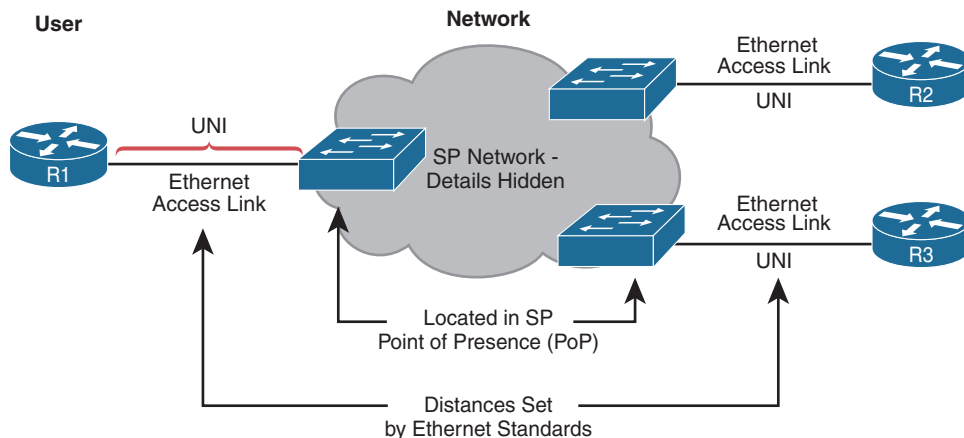 User
Network
UNI
R1
Ethernet
Access Link
SP Network -
Details Hidden
Ethernet
Access Link
UNI
R2
Ethernet
Access Link
UNI
R3
Located in SP
Point of Presence (PoP)
Distances Set
by Ethernet Standards